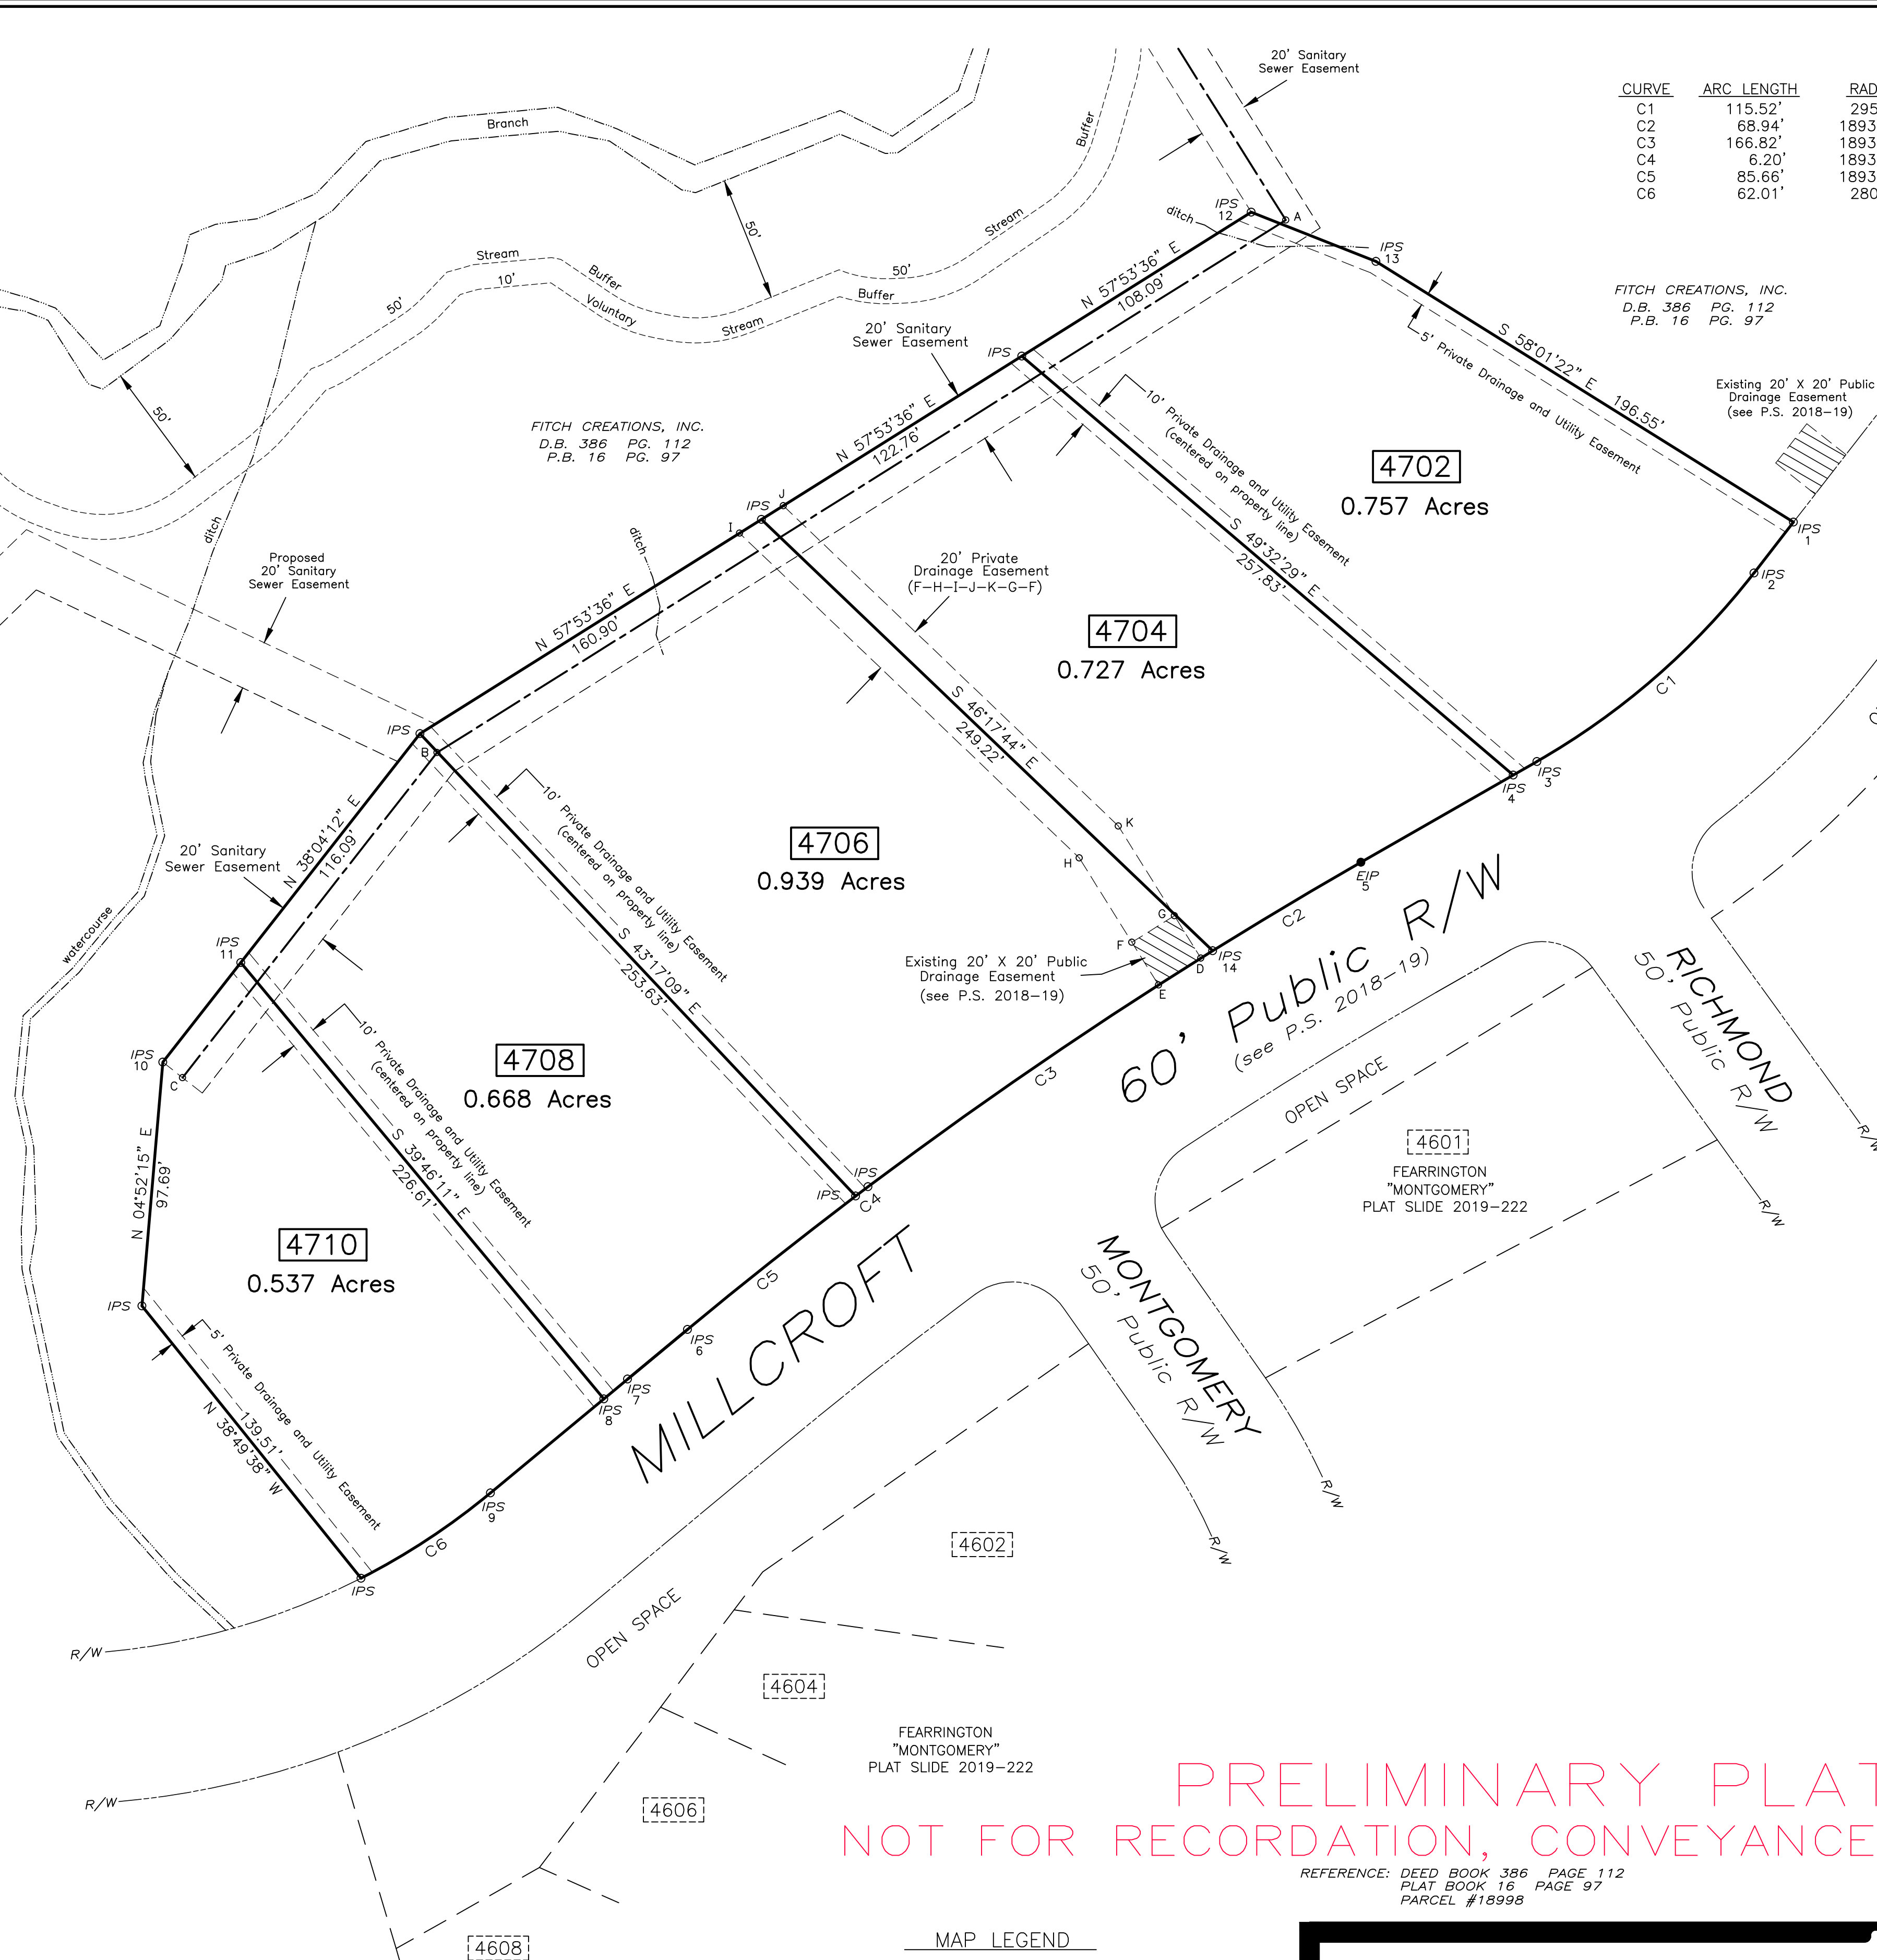 20' Sanitary
Sewer Easement
CURVE ARC LENGTH
C1 115.52' 295
C2 68.94' 1893
C3 166.82' 1893
C4 6.20' 1893
C5 85.66' 1893
C6 62.01' 280
Branch
Buffer
50'
Stream
IPS
12
A
ditch
IPS
13
Stream
Buffer
50'
10'
Voluntary
Stream
Buffer
50'
50'
N 57°53'36" E
108.09'
FITCH CREATIONS, INC.
D.B. 386 PG. 112
P.B. 16 PG. 97
S 58°01'22" E 196.55'
5' Private Drainage and Utility Easement
20' Sanitary
Sewer Easement
IPS
Existing 20' X 20' Public
Drainage Easement
(see P.S. 2018-19)
50'
FITCH CREATIONS, INC.
D.B. 386 PG. 112
P.B. 16 PG. 97
N 57°53'36" E
122.76'
10' Private Drainage and Utility Easement
(centered on property line)
S 49°32'29" E
257.83'
4702
0.757 Acres
IPS
1
IPS
2
J
IPS
I
ditch
ditch
Proposed
20' Sanitary
Sewer Easement
20' Private
Drainage Easement
(F-H-I-J-K-G-F)
N 57°53'36" E
160.90'
4704
0.727 Acres
C1
S 46°17'44" E
249.22'
IPS
B
IPS
3
IPS
4
10' Private Drainage and Utility Easement
(centered on property line)
S 43°17'09" E
253.63'
4706
0.939 Acres
K
H
EIP
5
20' Sanitary
Sewer Easement
N 38°04'12" E
116.09'
watercourse
IPS
11
G
F
D
E
IPS
14
C2
Existing 20' X 20' Public
Drainage Easement
(see P.S. 2018-19)
60' Public R/W
(see P.S. 2018-19)
RICHMOND
50' Public R/W
R/W
IPS
10
C
10' Private Drainage and Utility Easement
(centered on property line)
S 39°46'11" E
226.61'
4708
0.668 Acres
C3
OPEN SPACE
4601
FEARRINGTON
"MONTGOMERY"
PLAT SLIDE 2019-222
R/W
N 04°52'15" E
97.69'
IPS
IPS
C4
4710
0.537 Acres
C5
MILLCROFT
MONTGOMERY
50' Public R/W
R/W
IPS
IPS
6
IPS
7
IPS
8
5' Private Drainage and Utility Easement
139.51'
N 38°49'38" W
IPS
9
C6
IPS
4602
R/W
R/W
OPEN SPACE
4604
FEARRINGTON
"MONTGOMERY"
PLAT SLIDE 2019-222
R/W
4606
PRELIMINARY PLAT
NOT FOR RECORDATION, CONVEYANCE
REFERENCE: DEED BOOK 386 PAGE 112
PLAT BOOK 16 PAGE 97
PARCEL #18998
4608
MAP LEGEND